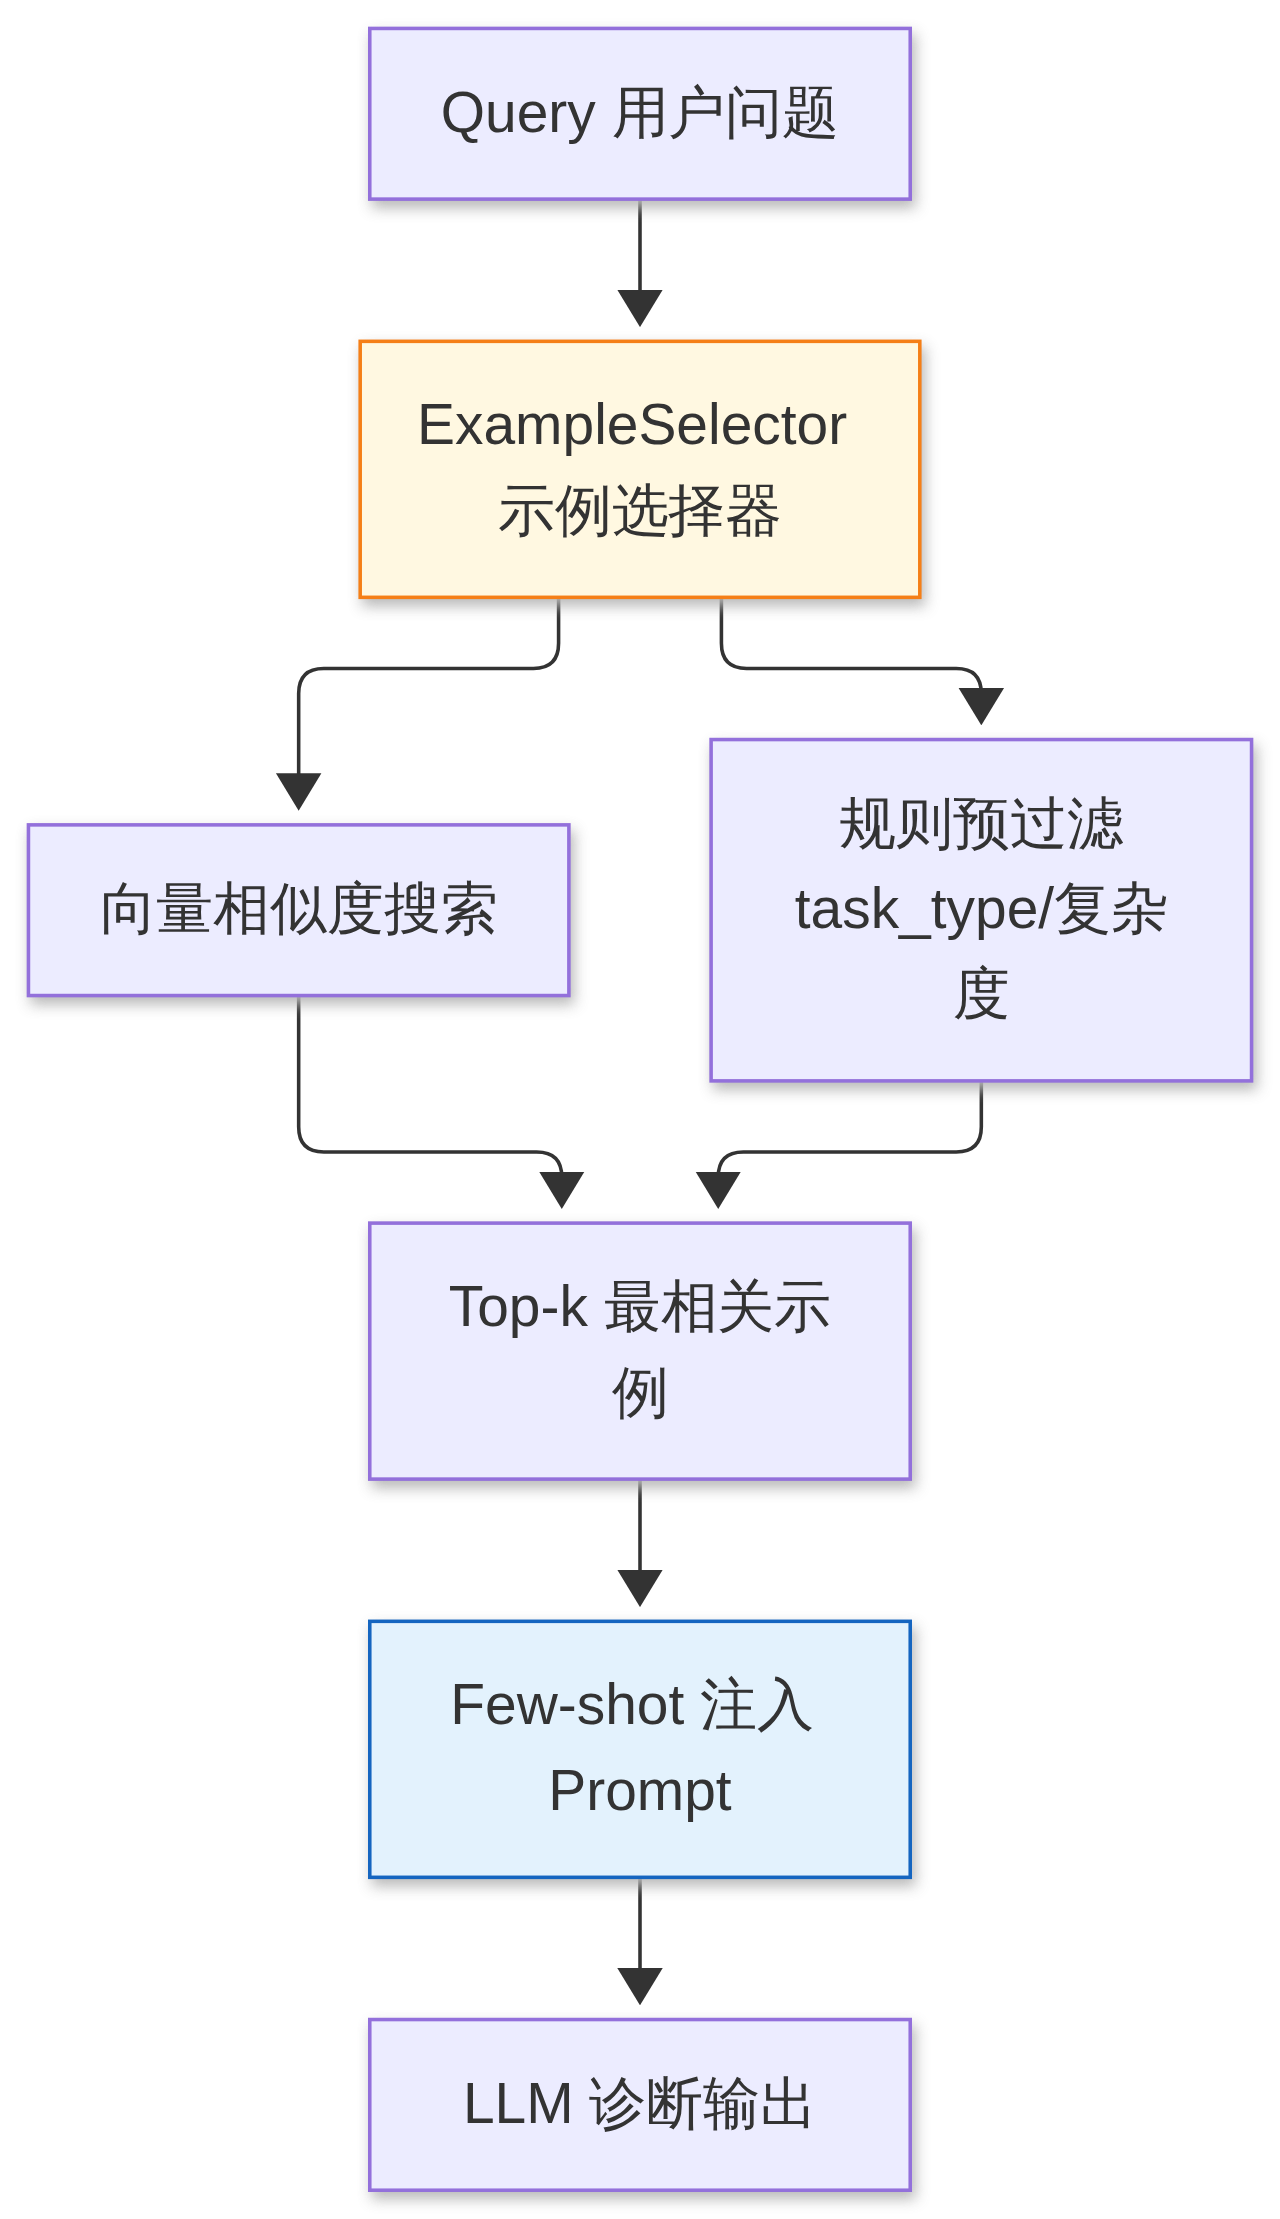 Query 用户问题
ExampleSelector
示例选择器
向量相似度搜索
规则预过滤
task_type/复杂
度
Top-k 最相关示
例
Few-shot 注入
Prompt
LLM 诊断输出